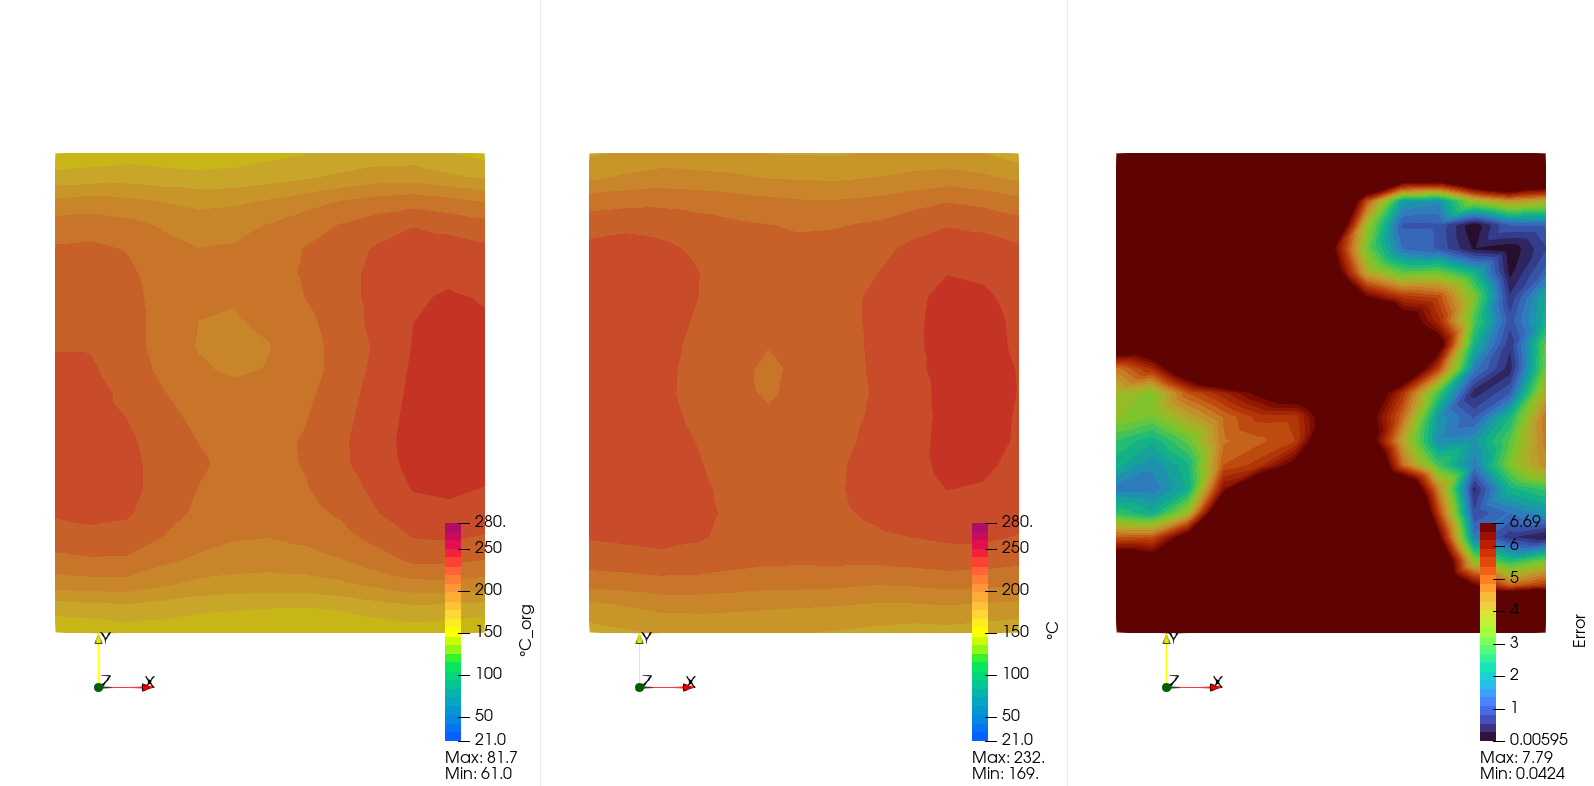 280.
250
200
150
100
50
21.0
°C_org
Max: 81.7
Min: 61.0
Y
Z
X
280.
250
200
150
100
50
21.0
°C
Max: 232.
Min: 169.
Y
Z
X
6.69
6
5
4
3
2
1
0.00595
Error
Max: 7.79
Min: 0.0424
Y
Z
X